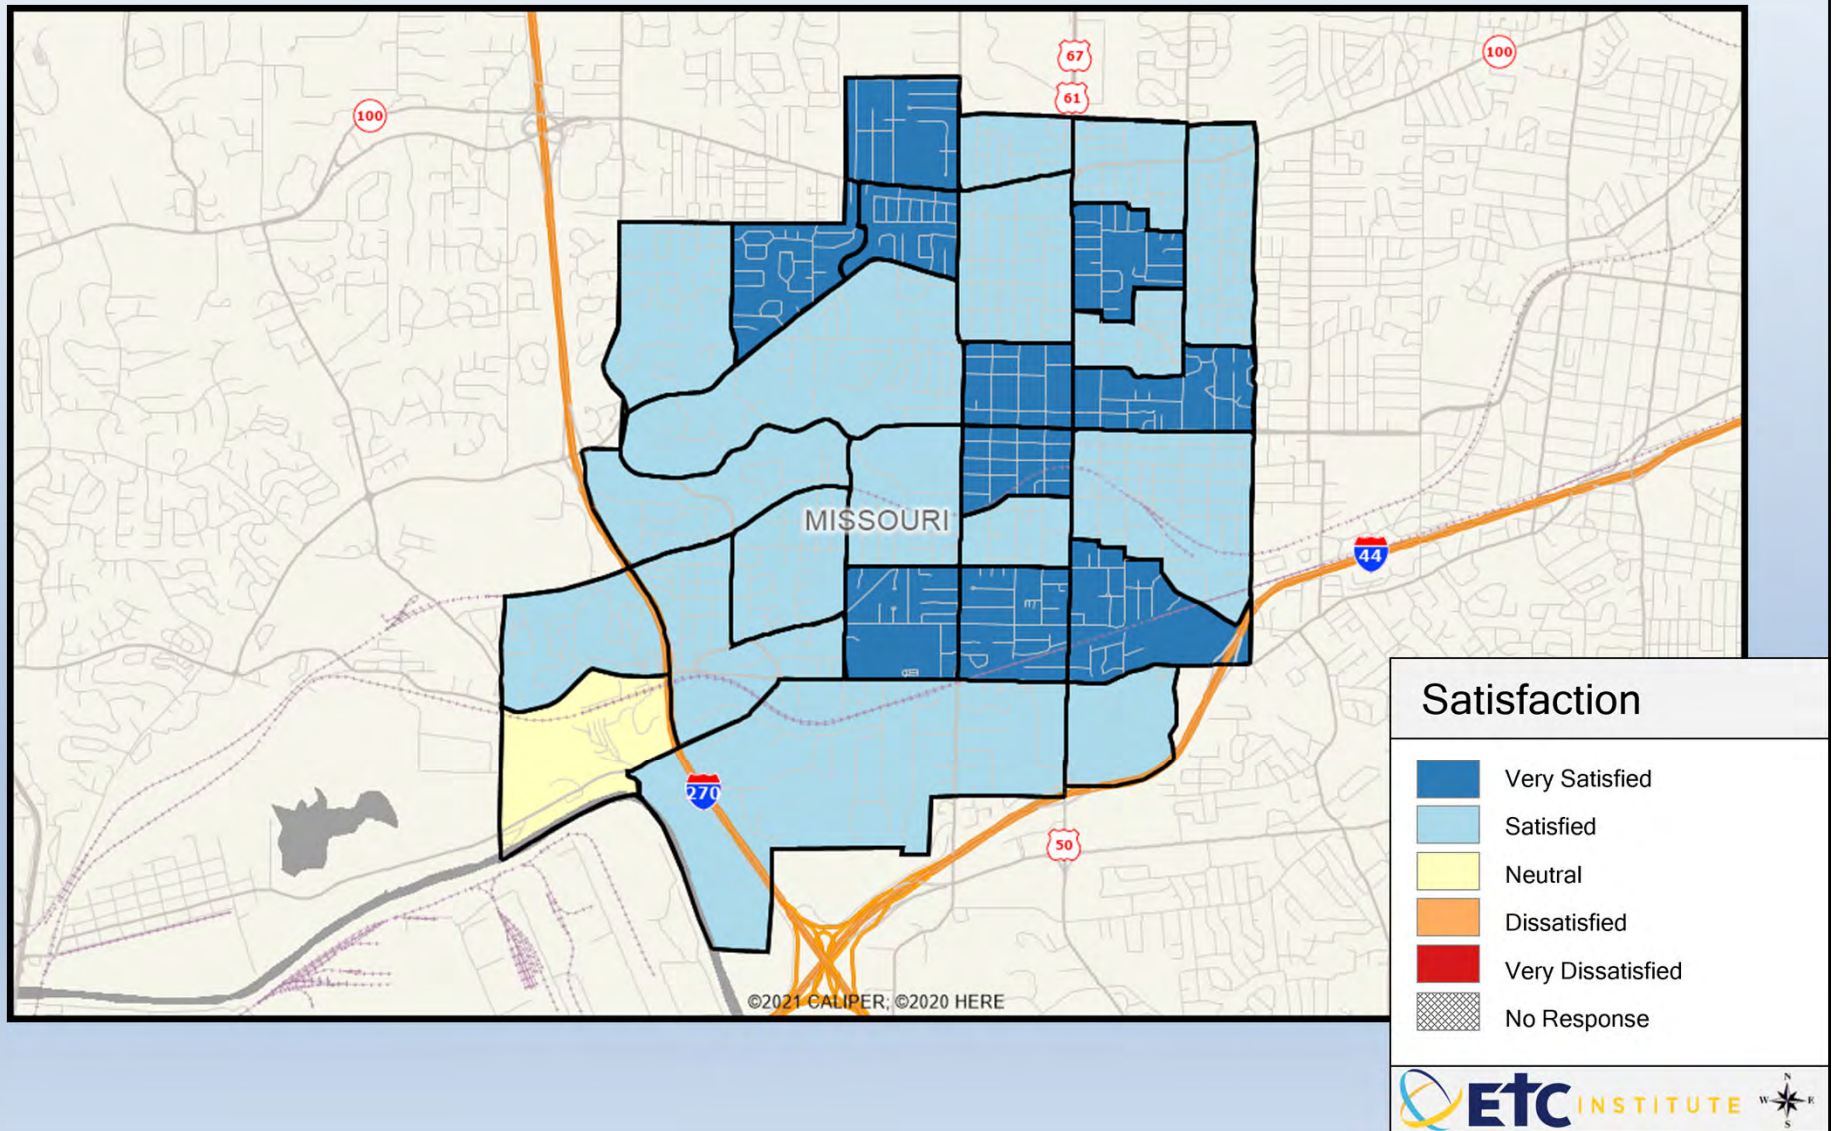 67
100
61
100
MISSOURI
44
270
50
©2021 CALIPER; ©2020 HERE
Satisfaction
Very Satisfied
Satisfied
Neutral
Dissatisfied
Very Dissatisfied
No Response
ETC INSTITUTE
N
W E
S